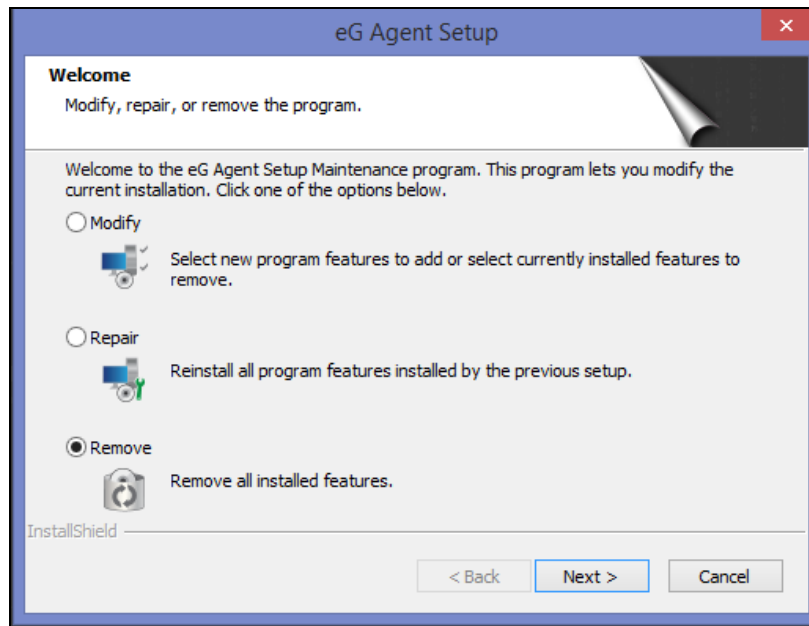 eG Agent Setup
Welcome
Modify, repair, or remove the program.
Welcome to the eG Agent Setup Maintenance program. This program lets you modify the
current installation. Click one of the options below.
Modify
Select new program features to add or select currently installed features to
remove.
Repair
Reinstall all program features installed by the previous setup.
Remove
Remove all installed features.
InstallShield
< Back Next > Cancel